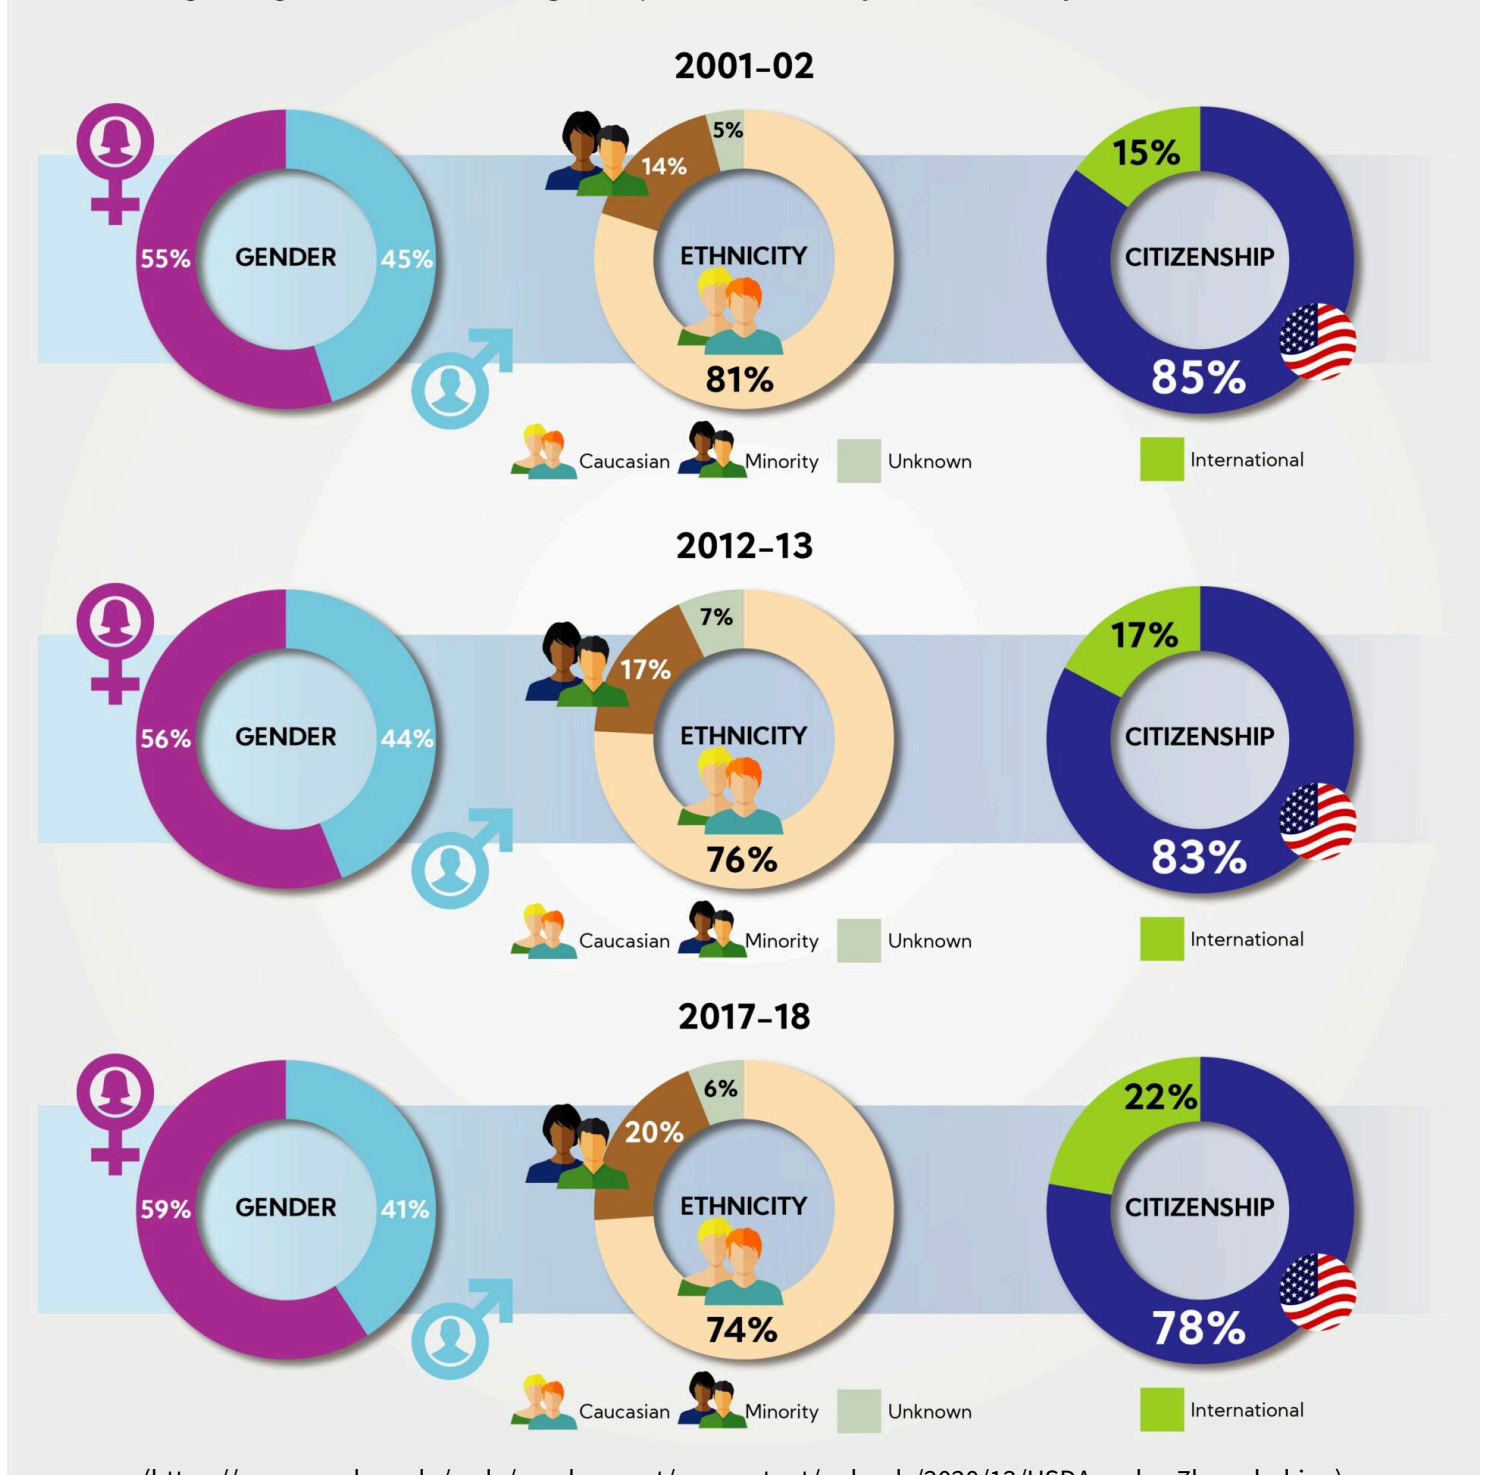 2001–02
5%
14%
15%
55%
GENDER
45%
ETHNICITY
CITIZENSHIP
81%
85%
Caucasian Minority Unknown
International
2012–13
7%
17%
17%
56%
GENDER
44%
ETHNICITY
CITIZENSHIP
76%
83%
Caucasian Minority Unknown
International
2017–18
6%
20%
22%
59%
GENDER
41%
ETHNICITY
CITIZENSHIP
74%
78%
Caucasian Minority Unknown
International